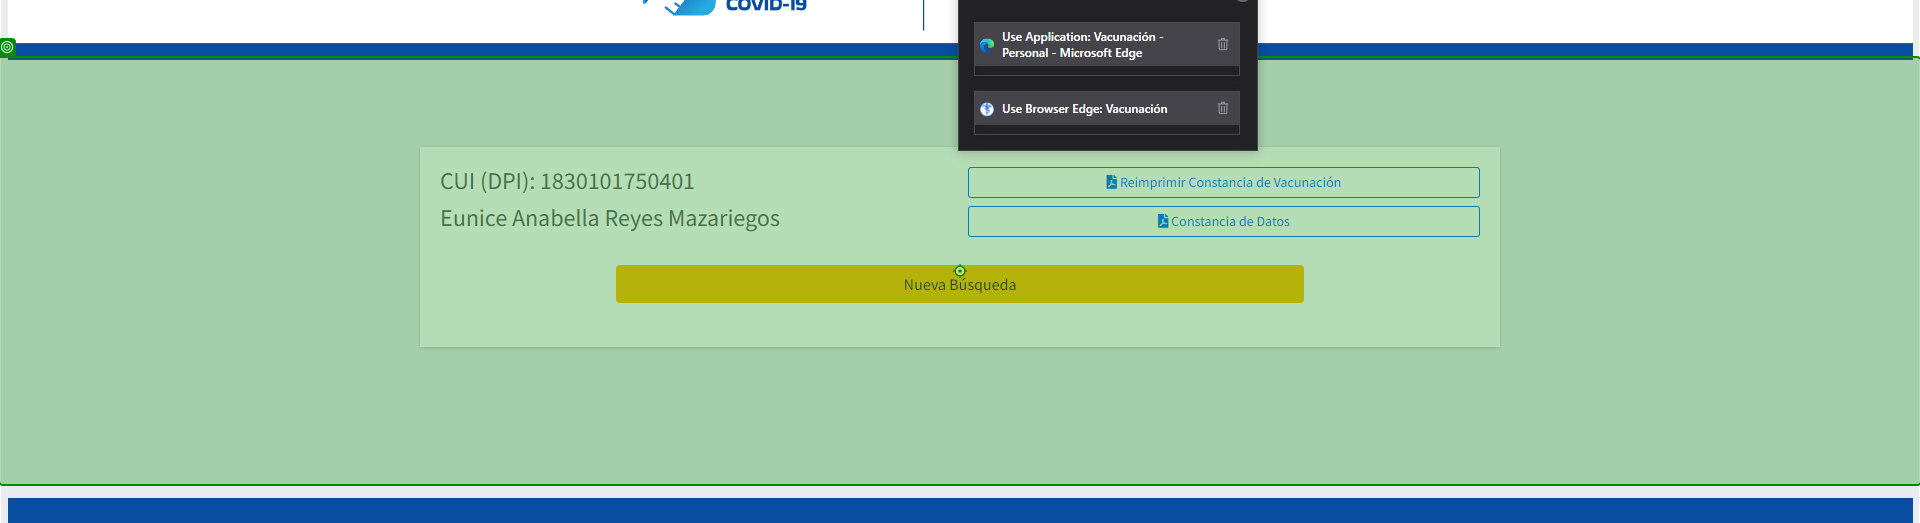 COVID-19
Use Application: Vacunación -
Personal - Microsoft Edge
Use Browser Edge: Vacunación
CUI (DPI): 1830101750401
Eunice Anabella Reyes Mazariegos
Reimprimir Constancia de Vacunación
Constancia de Datos
Nueva Búsqueda